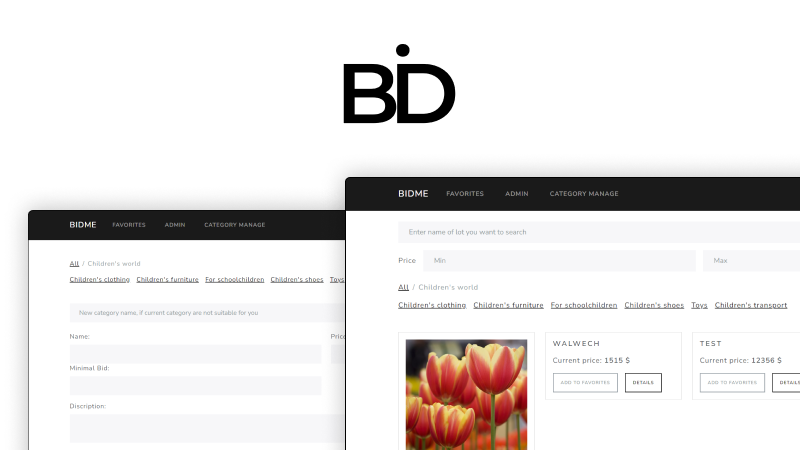 BiD
BIDME FAVORITES ADMIN CATEGORY MANAGE
All / Children's world
Children's clothing Children's furniture For schoolchildren Children's shoes Toys
New category name, if current category are not suitable for you
Name: Price
Minimal Bid:
Discription:
BIDME FAVORITES ADMIN CATEGORY MANAGE
Enter name of lot you want to search
Price Min Max
All / Children's world
Children's clothing Children's furniture For schoolchildren Children's shoes Toys Children's transport
WALWECH
Current price: 1515 $
ADD TO FAVORITES DETAILS
TEST
Current price: 12356 $
ADD TO FAVORITES DETAILS